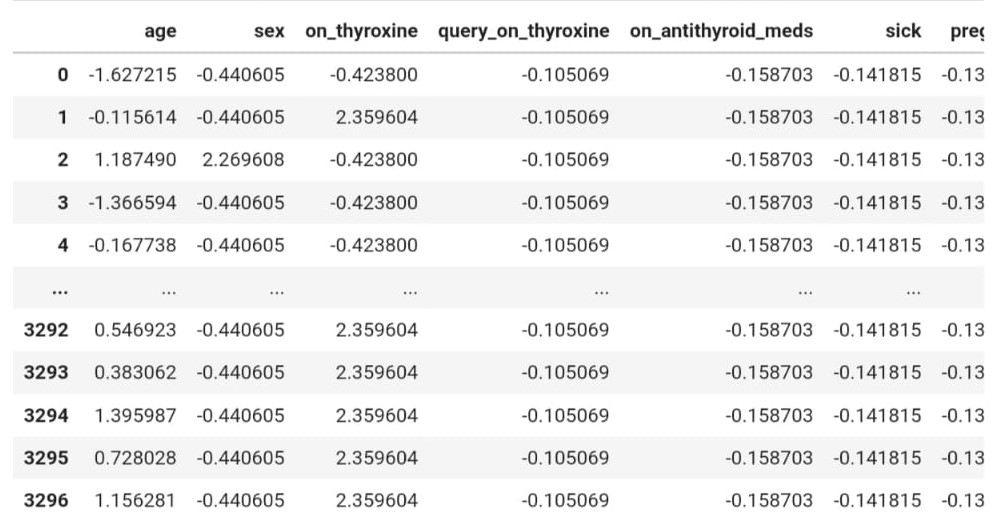 age sex on_thyroxine query_on_thyroxine on_antithyroid_meds sick preg
0 -1.627215 -0.440605 -0.423800 -0.105069 -0.158703 -0.141815 -0.13
1 -0.115614 -0.440605 2.359604 -0.105069 -0.158703 -0.141815 -0.13
2 1.187490 2.269608 -0.423800 -0.105069 -0.158703 -0.141815 -0.13
3 -1.366594 -0.440605 -0.423800 -0.105069 -0.158703 -0.141815 -0.13
4 -0.167738 -0.440605 -0.423800 -0.105069 -0.158703 -0.141815 -0.13
... ... ... ... ... ... ...
3292 0.546923 -0.440605 2.359604 -0.105069 -0.158703 -0.141815 -0.13
3293 0.383062 -0.440605 2.359604 -0.105069 -0.158703 -0.141815 -0.13
3294 1.395987 -0.440605 2.359604 -0.105069 -0.158703 -0.141815 -0.13
3295 0.728028 -0.440605 2.359604 -0.105069 -0.158703 -0.141815 -0.13
3296 1.156281 -0.440605 2.359604 -0.105069 -0.158703 -0.141815 -0.13